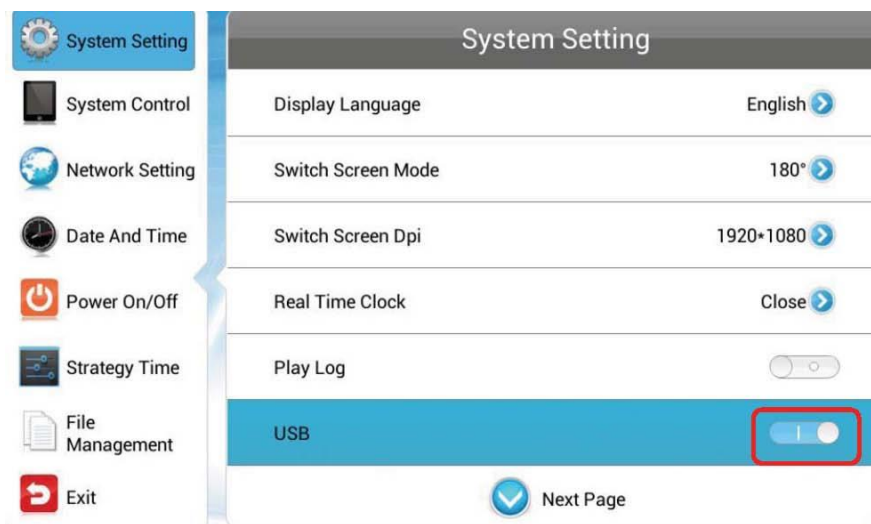 System Setting
System Control
Network Setting
Date And Time
Power On/Off
Strategy Time
File
Management
Exit
System Setting
Display Language English
Switch Screen Mode 180°
Switch Screen Dpi 1920*1080
Real Time Clock Close
Play Log
USB
Next Page